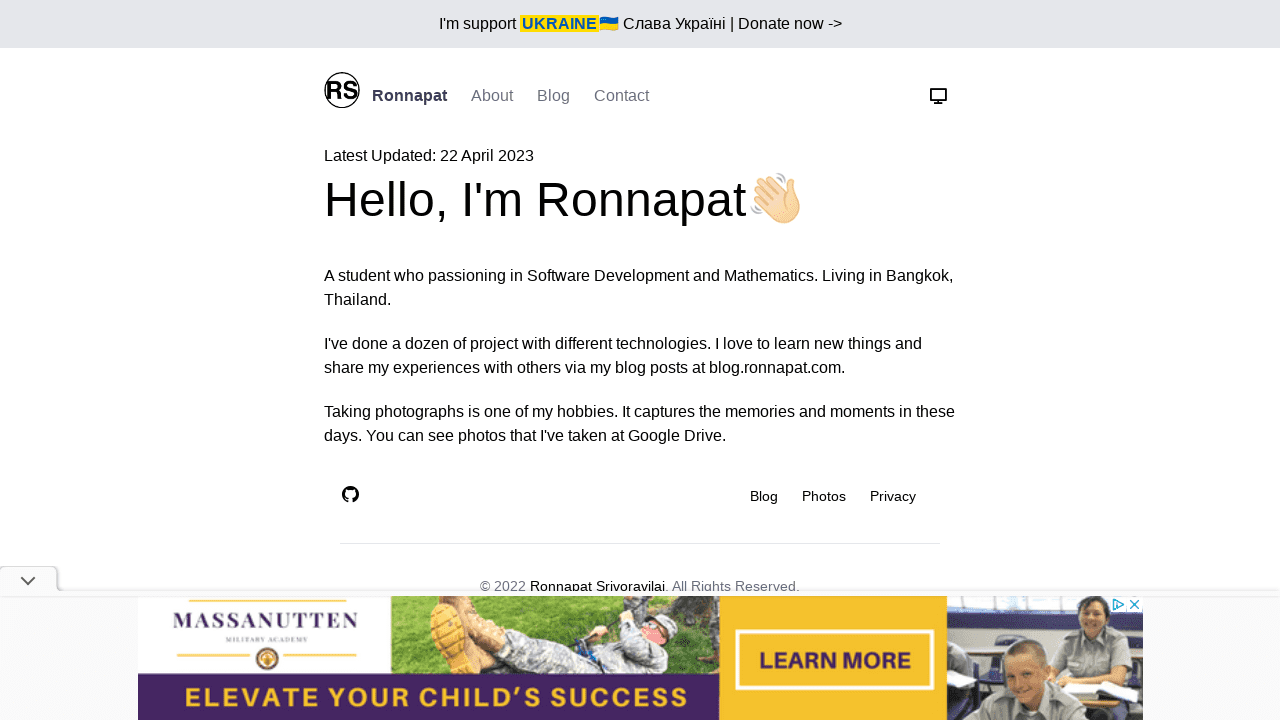 I'm support UKRAINE🇺🇦 Слава Україні | Donate now ->
RS Ronnapat About Blog Contact
Latest Updated: 22 April 2023
Hello, I'm Ronnapat👋🏻
A student who passioning in Software Development and Mathematics. Living in Bangkok,
Thailand.
I've done a dozen of project with different technologies. I love to learn new things and
share my experiences with others via my blog posts at blog.ronnapat.com.
Taking photographs is one of my hobbies. It captures the memories and moments in these
days. You can see photos that I've taken at Google Drive.
Blog Photos Privacy
© 2022 Ronnapat Srivoravilai. All Rights Reserved.
MASSANUTTEN
MILITARY ACADEMY
ELEVATE YOUR CHILD'S SUCCESS
LEARN MORE